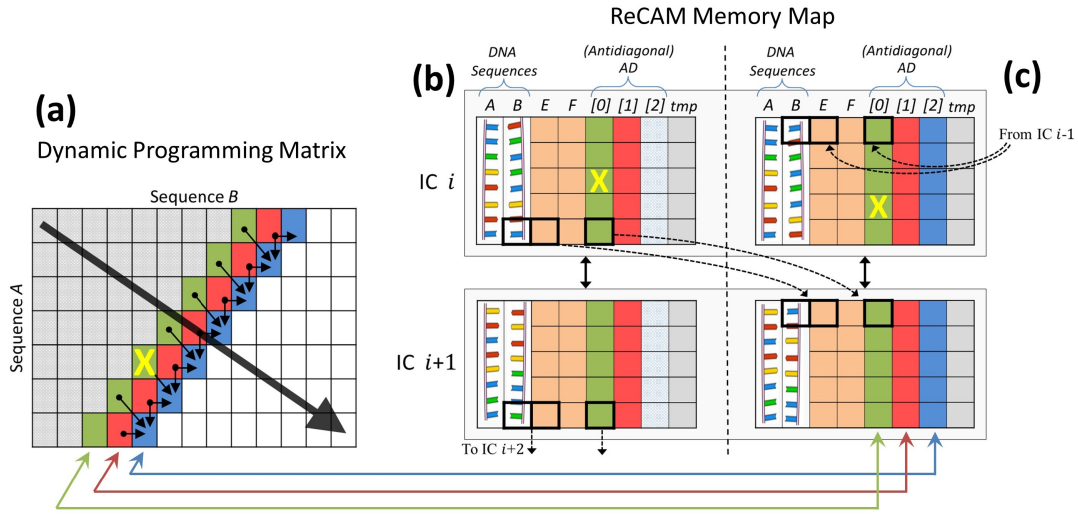 ReCAM Memory Map
(a)
Dynamic Programming Matrix
Sequence B
Sequence A
X
(b)
DNA
Sequences
(Antidiagonal)
AD
A B E F [0] [1] [2] tmp
IC i
X
IC i+1
To IC i+2
(c)
DNA
Sequences
(Antidiagonal)
AD
A B E F [0] [1] [2] tmp
From IC i-1
X